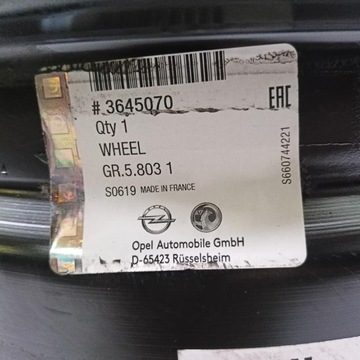 # 3645070
Qty 1
WHEEL
GR.5.803 1
S0619 MADE IN FRANCE
Opel Automobile GmbH
D-65423 Rüsselsheim
EAC
S660744221